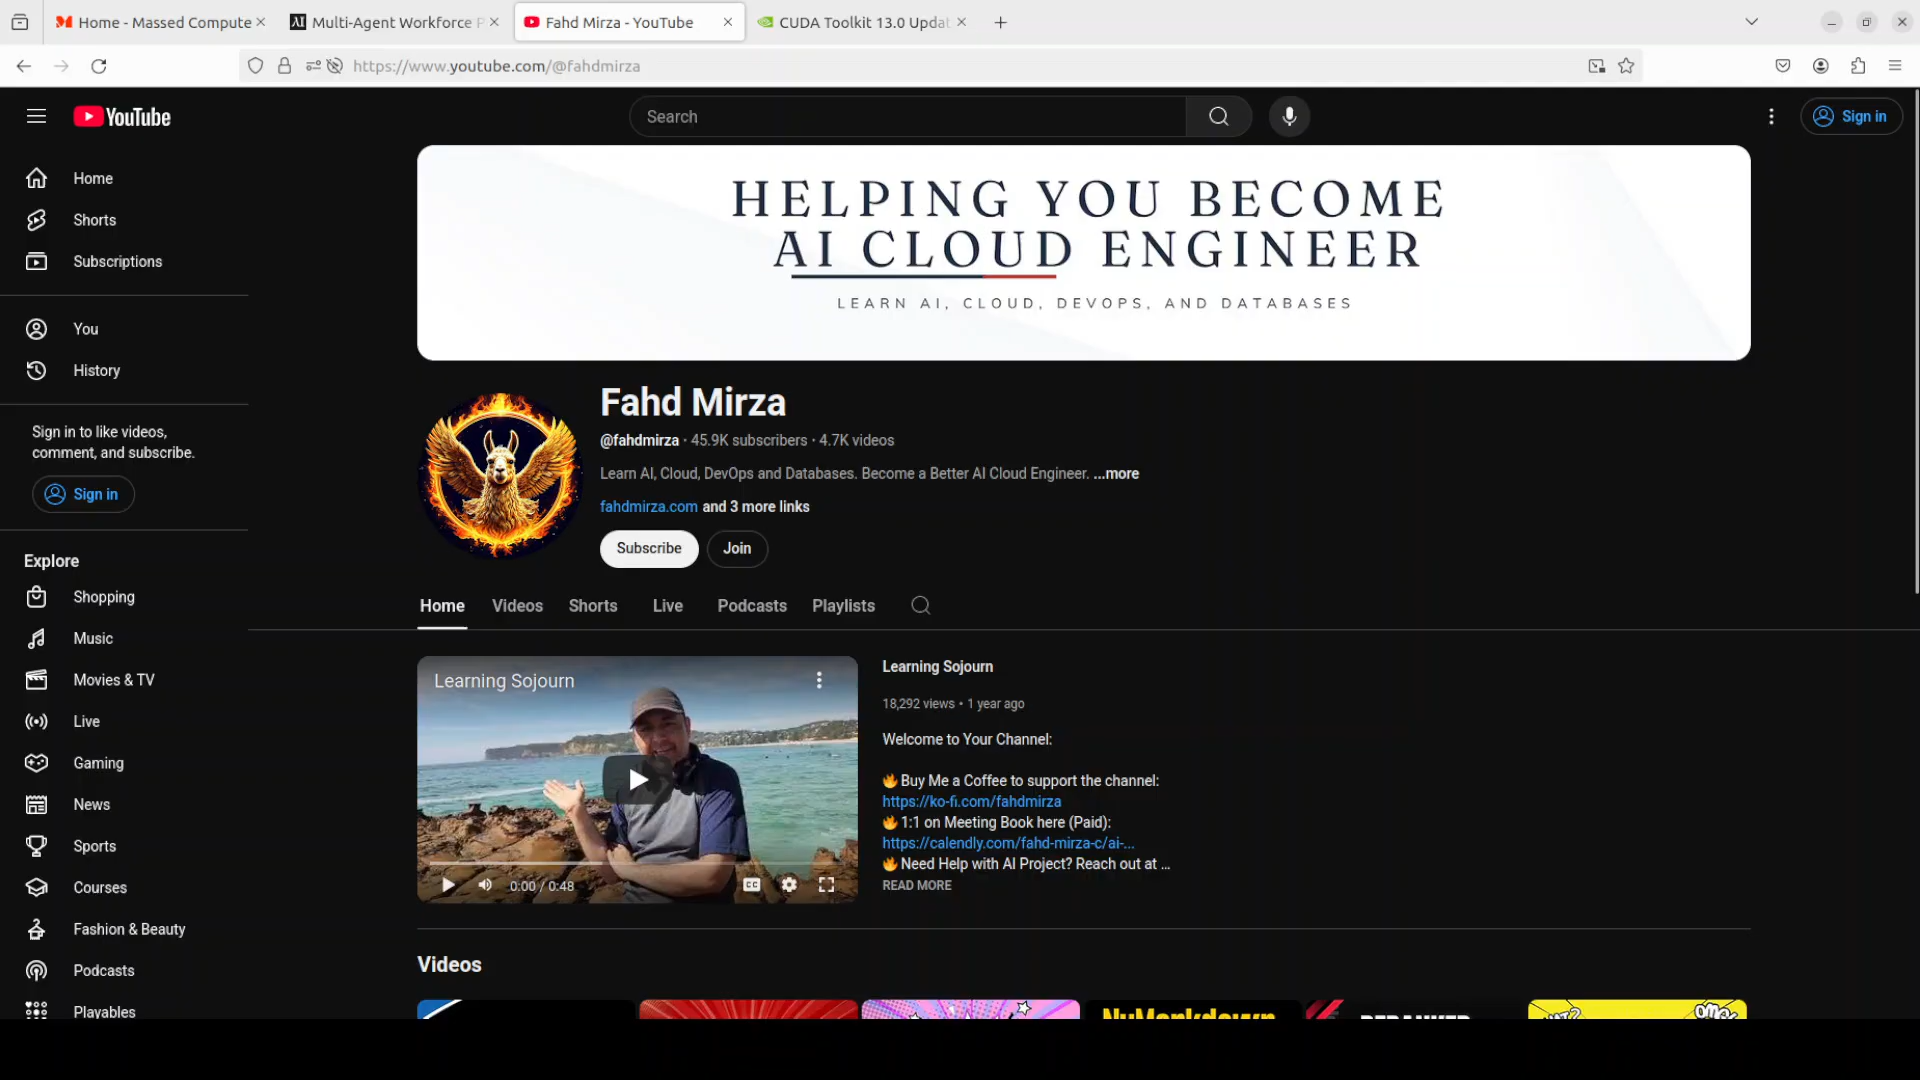 Home - Massed Compute
Multi-Agent Workforce P
Fahd Mirza - YouTube
CUDA Toolkit 13.0 Updat
https://www.youtube.com/@fahdmirza
YouTube
Search
Sign in
Home
Shorts
Subscriptions
You
History
Sign in to like videos,
comment, and subscribe.
Sign in
Explore
Shopping
Music
Movies & TV
Live
Gaming
News
Sports
Courses
Fashion & Beauty
Podcasts
Playables
HELPING YOU BECOME
AI CLOUD ENGINEER
LEARN AI, CLOUD, DEVOPS, AND DATABASES
Fahd Mirza
@fahdmirza · 45.9K subscribers · 4.7K videos
Learn AI, Cloud, DevOps and Databases. Become a Better AI Cloud Engineer. ...more
fahdmirza.com and 3 more links
Subscribe
Join
Home Videos Shorts Live Podcasts Playlists
Learning Sojourn
0:00 / 0:48
CC
Learning Sojourn
18,292 views • 1 year ago
Welcome to Your Channel:
🔥 Buy Me a Coffee to support the channel:
https://ko-fi.com/fahdmirza
🔥 1:1 on Meeting Book here (Paid):
https://calendly.com/fahd-mirza-c/ai-...
🔥 Need Help with AI Project? Reach out at ...
READ MORE
Videos
NuMarkdown
RERANKER
OMG